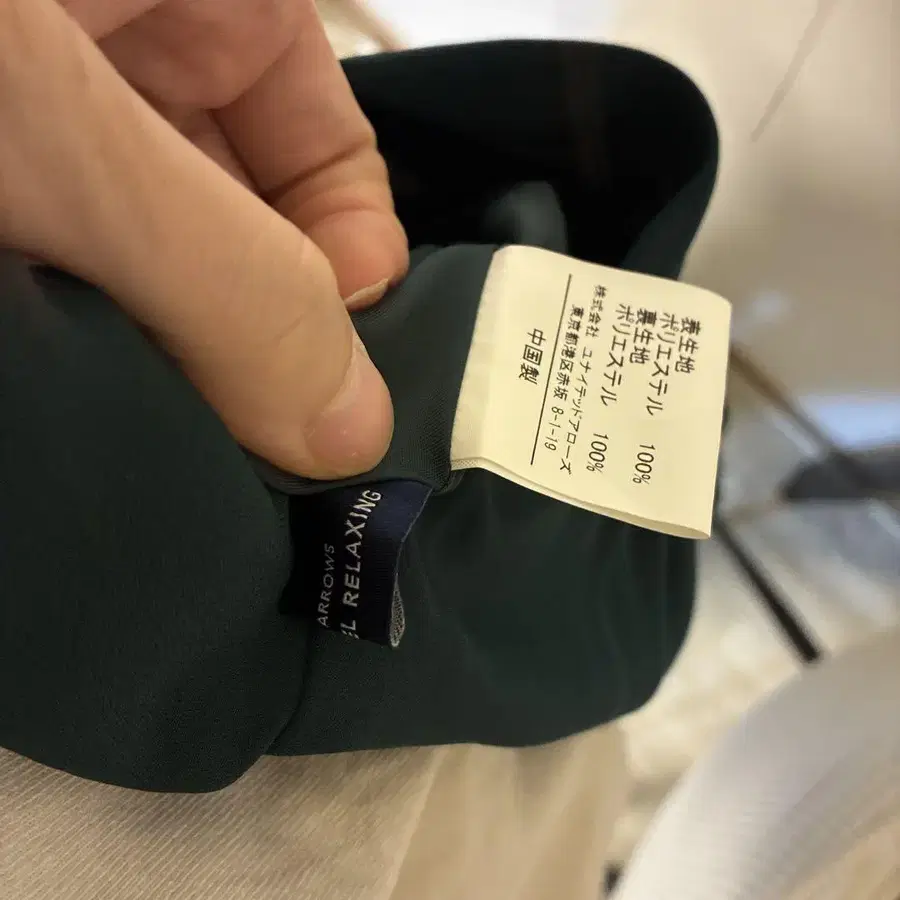 表生地
ポリエステル 100%
裏生地
ポリエステル 100%
株式会社 ユナイテッドアローズ
東京都港区赤坂 8-1-19
中国製
ARROWS
EL RELAXING